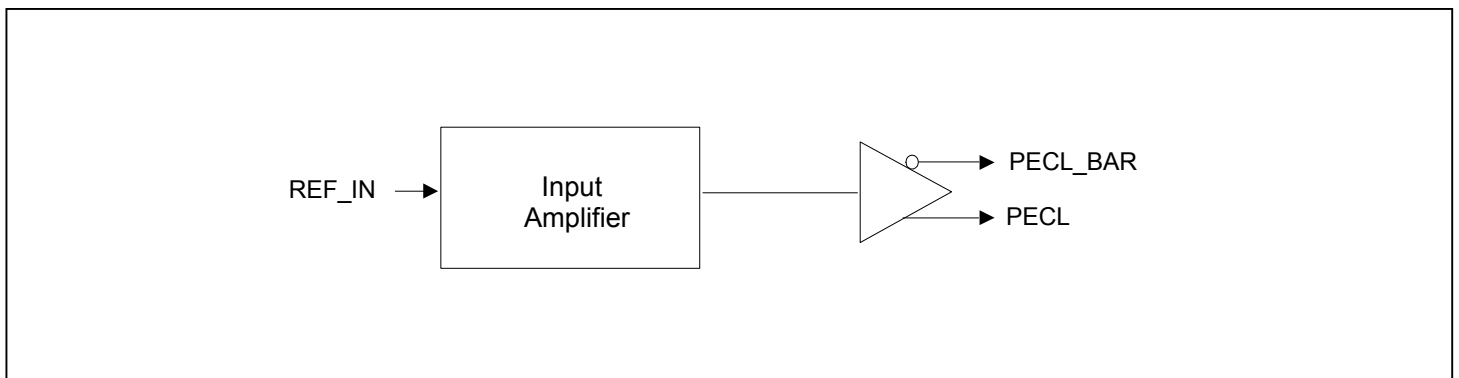 REF_IN
Input
Amplifier
PECL_BAR
PECL